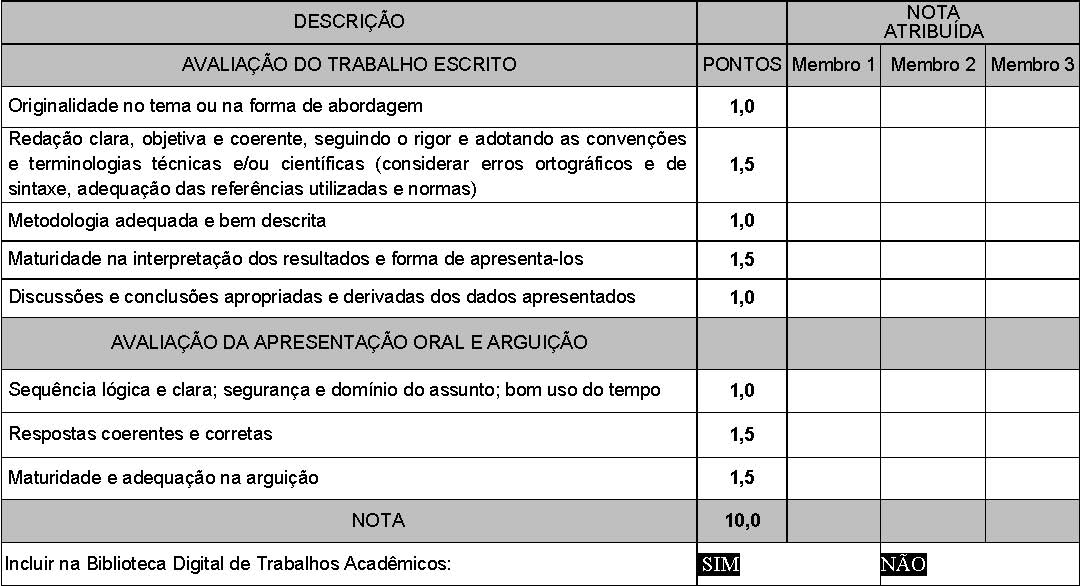 DESCRIÇÃO NOTA ATRIBUÍDA
AVALIAÇÃO DO TRABALHO ESCRITO PONTOS Membro 1 Membro 2 Membro 3
Originalidade no tema ou na forma de abordagem 1,0
Redação clara, objetiva e coerente, seguindo o rigor e adotando as convenções
e terminologias técnicas e/ou científicas (considerar erros ortográficos e de 1,5
sintaxe, adequação das referências utilizadas e normas)
Metodologia adequada e bem descrita 1,0
Maturidade na interpretação dos resultados e forma de apresenta-los 1,5
Discussões e conclusões apropriadas e derivadas dos dados apresentados 1,0
AVALIAÇÃO DA APRESENTAÇÃO ORAL E ARGUIÇÃO
Sequência lógica e clara; segurança e domínio do assunto; bom uso do tempo 1,0
Respostas coerentes e corretas 1,5
Maturidade e adequação na arguição 1,5
NOTA 10,0
Incluir na Biblioteca Digital de Trabalhos Acadêmicos: SIM NÃO